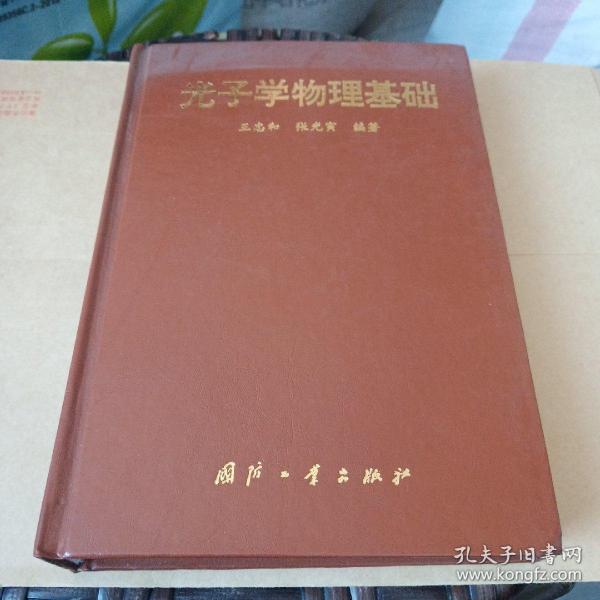 光子学物理基础
王忠和 张光寅 编著
国防工业出版社
孔夫子旧书网
www.kongfz.com